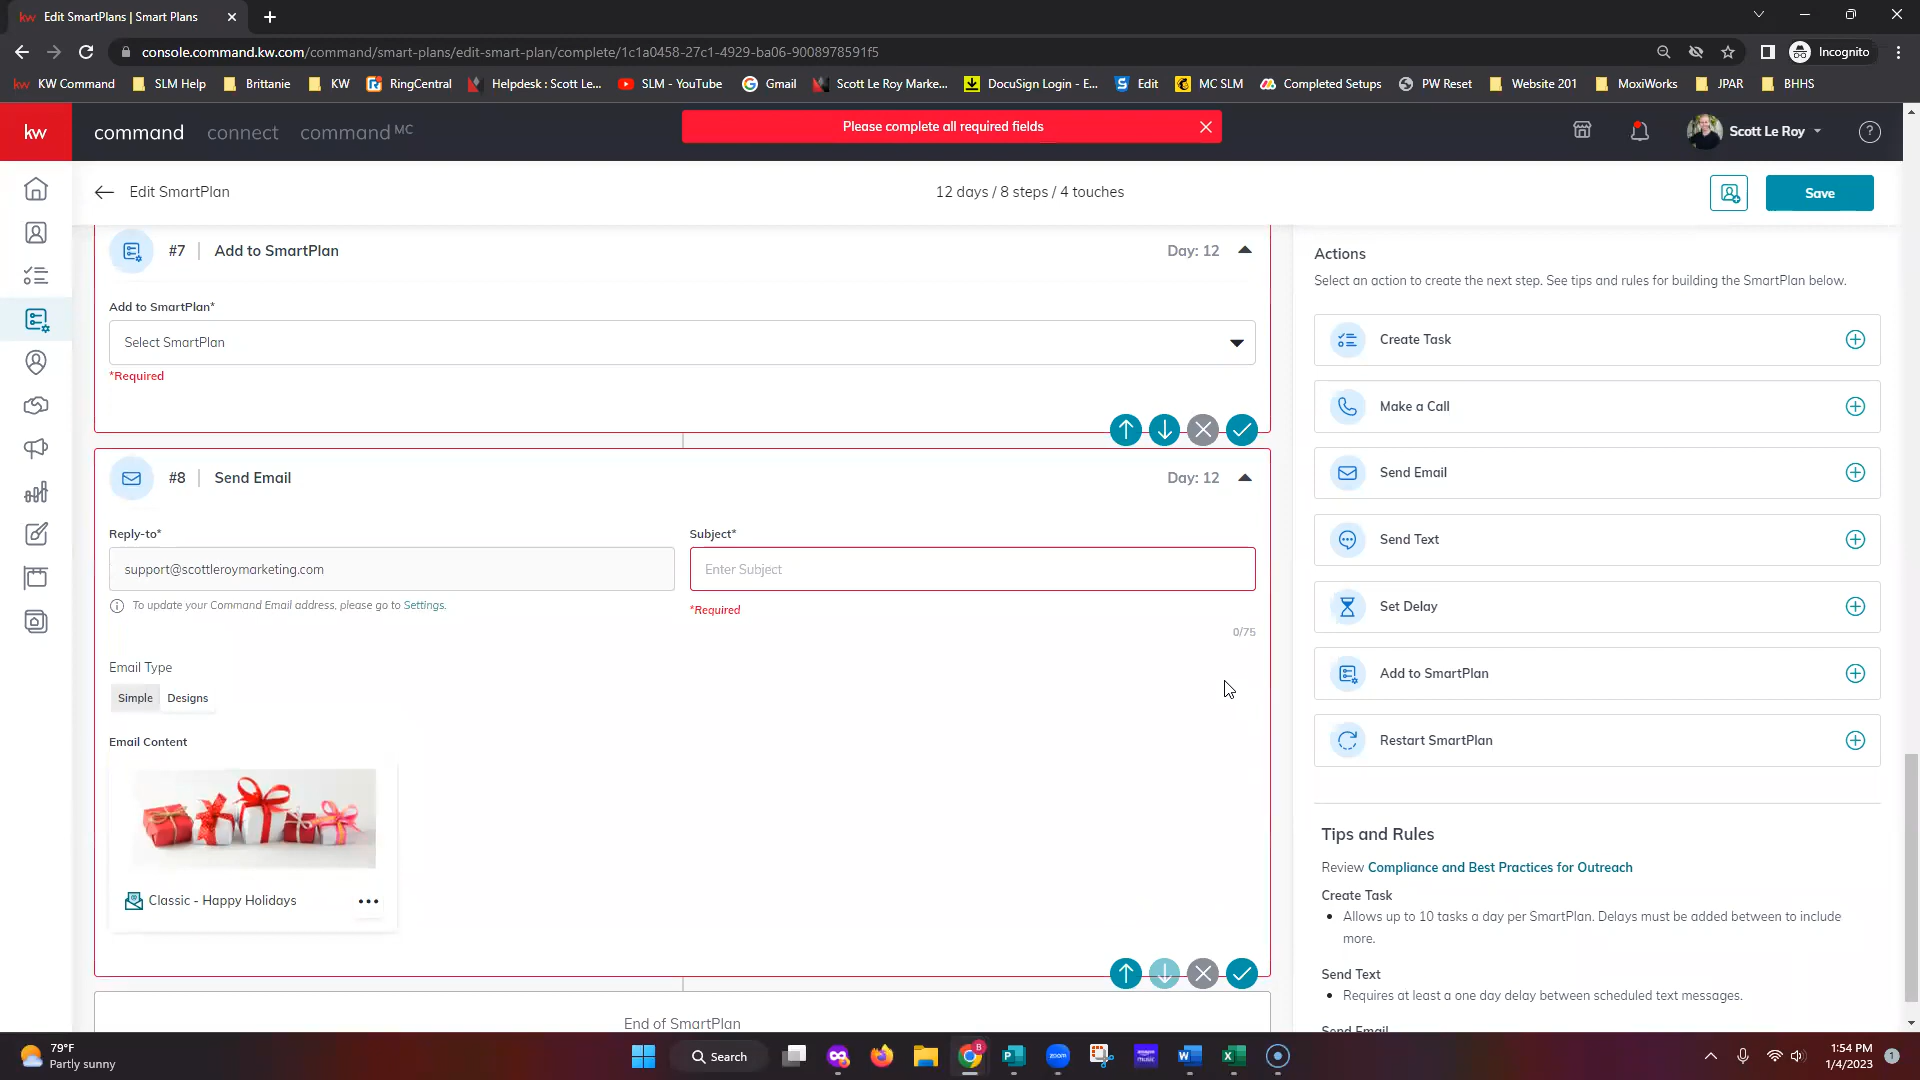 kw Edit SmartPlans | Smart Plans
console.command.kw.com/command/smart-plans/edit-smart-plan/complete/1c1a0458-27c1-4929-ba06-9008978591f5
Incognito
kw KW Command SLM Help Brittanie KW RingCentral Helpdesk : Scott Le... SLM - YouTube Gmail Scott Le Roy Marke... DocuSign Login - E... Edit MC SLM Completed Setups PW Reset Website 201 MoxiWorks JPAR BHHS
kw command connect command MC
Please complete all required fields
Scott Le Roy
Edit SmartPlan
12 days / 8 steps / 4 touches
Save
#7 Add to SmartPlan Day: 12
Add to SmartPlan*
Select SmartPlan
*Required
#8 Send Email Day: 12
Reply-to* Subject*
support@scottleroymarketing.com Enter Subject
To update your Command Email address, please go to Settings.
*Required
0/75
Email Type
Simple Designs
Email Content
Classic - Happy Holidays
End of SmartPlan
Actions
Select an action to create the next step. See tips and rules for building the SmartPlan below.
Create Task
Make a Call
Send Email
Send Text
Set Delay
Add to SmartPlan
Restart SmartPlan
Tips and Rules
Review Compliance and Best Practices for Outreach
Create Task
• Allows up to 10 tasks a day per SmartPlan. Delays must be added between to include
more.
Send Text
• Requires at least a one day delay between scheduled text messages.
Send Email
79°F
Partly sunny
Search
zoom
1:54 PM
1/4/2023
1